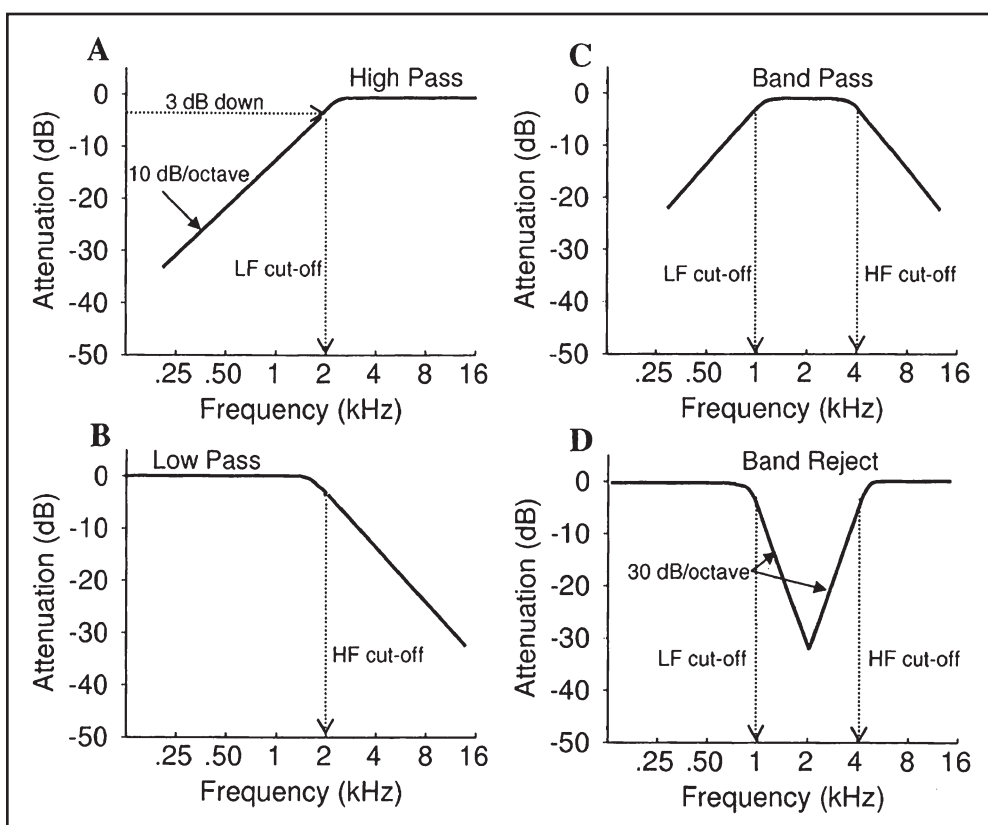 A
High Pass
0
3 dB down
-10
10 dB/octave
-20
-30
LF cut-off
-40
-50
Attenuation (dB)
.25 .50 1 2 4 8 16
Frequency (kHz)
B
Low Pass
0
-10
-20
-30
HF cut-off
-40
-50
Attenuation (dB)
.25 .50 1 2 4 8 16
Frequency (kHz)
C
Band Pass
0
-10
-20
-30
LF cut-off HF cut-off
-40
-50
Attenuation (dB)
.25 .50 1 2 4 8 16
Frequency (kHz)
D
Band Reject
0
-10
30 dB/octave
-20
-30
LF cut-off HF cut-off
-40
-50
Attenuation (dB)
.25 .50 1 2 4 8 16
Frequency (kHz)